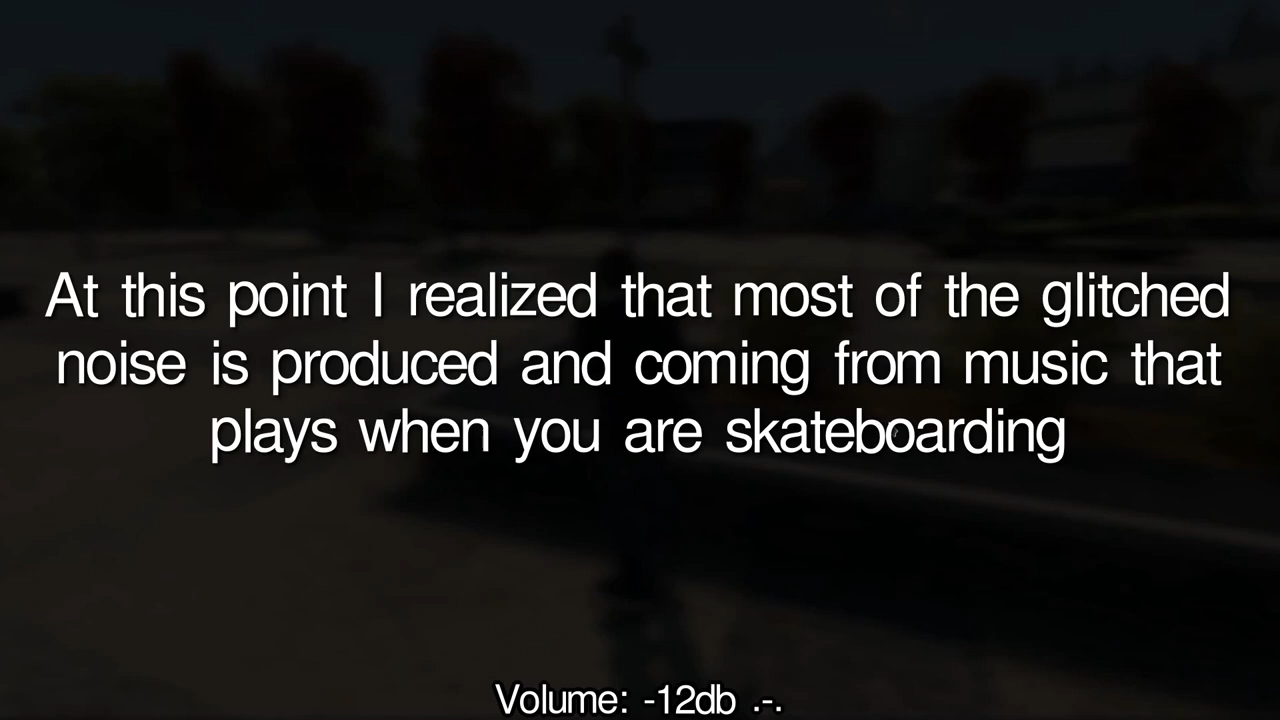 At this point I realized that most of the glitched
noise is produced and coming from music that
plays when you are skateboarding
Volume: -12db .-.